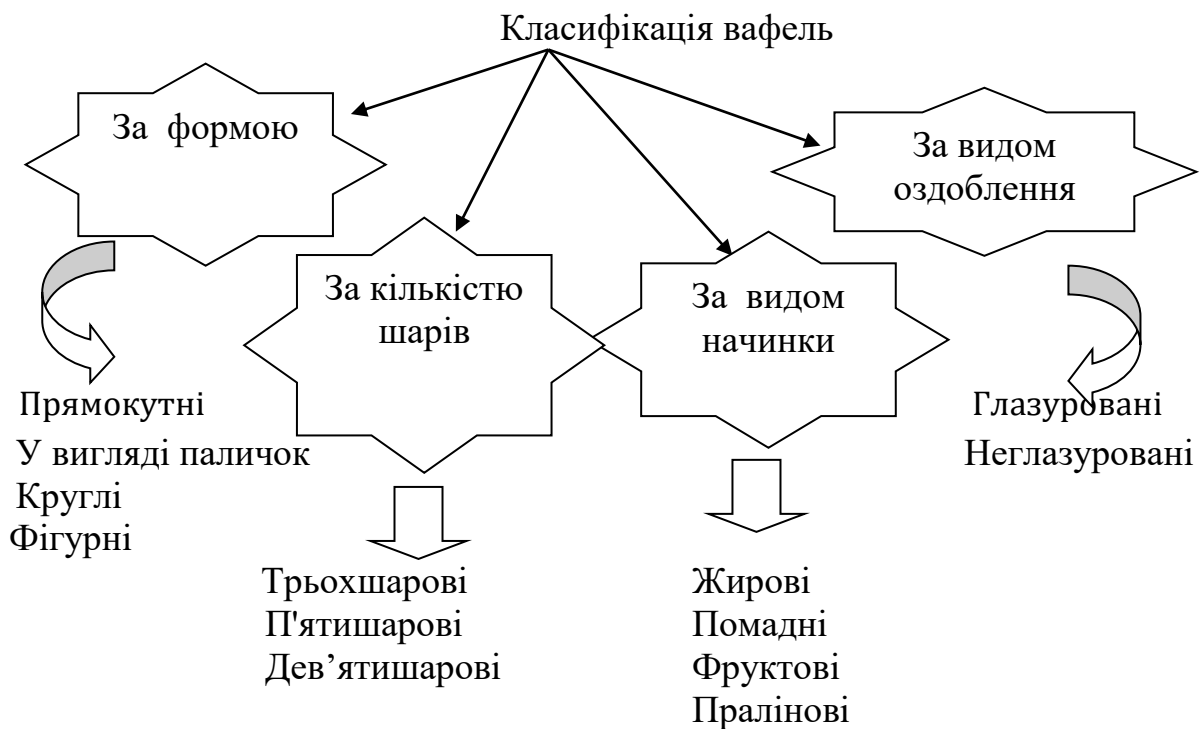 Класифікація вафель
За формою
Прямокутні
У вигляді паличок
Круглі
Фігурні
За кількістю
шарів
Трьохшарові
П'ятишарові
Дев’ятишарові
За видом
начинки
Жирові
Помадні
Фруктові
Пралінові
За видом
оздоблення
Глазуровані
Неглазуровані